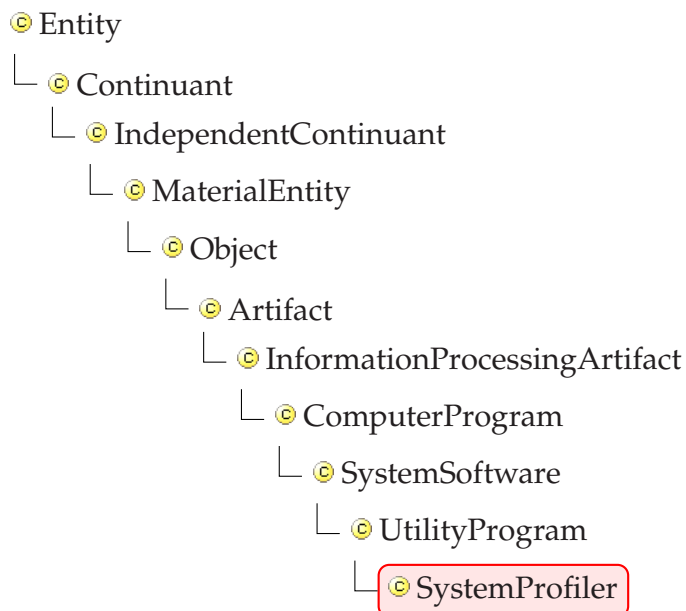 Entity
Continuant
IndependentContinuant
MaterialEntity
Object
Artifact
InformationProcessingArtifact
ComputerProgram
SystemSoftware
UtilityProgram
SystemProfiler